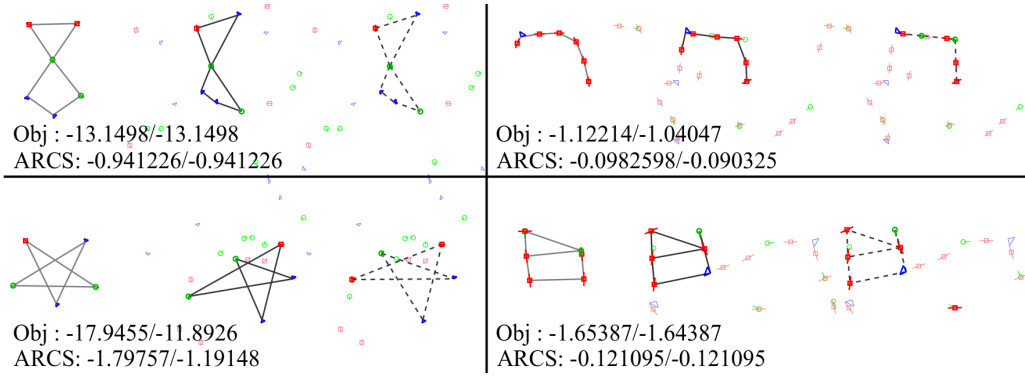 Obj : -13.1498/-13.1498
ARCS: -0.941226/-0.941226
Obj : -1.12214/-1.04047
ARCS: -0.0982598/-0.090325
Obj : -17.9455/-11.8926
ARCS: -1.79757/-1.19148
Obj : -1.65387/-1.64387
ARCS: -0.121095/-0.121095